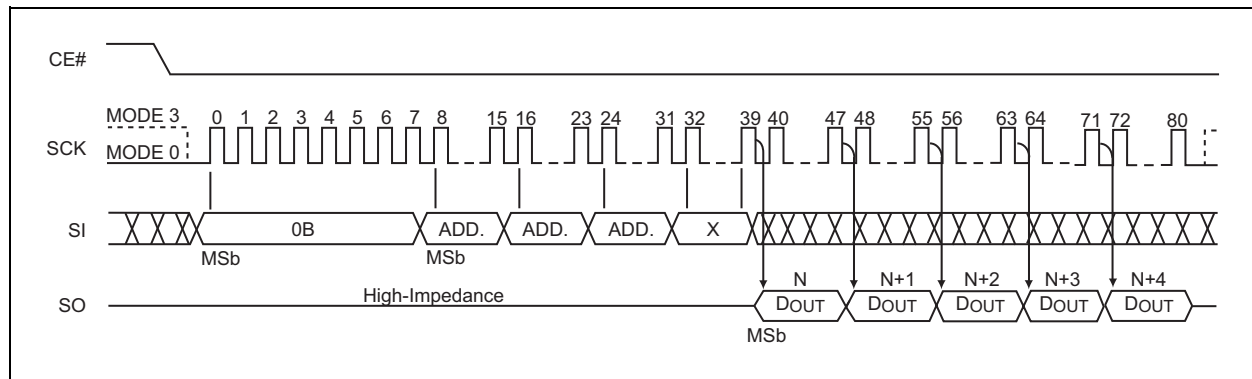 CE#
MODE 3
0 1 2 3 4 5 6 7 8 15 16 23 24 31 32 39 40 47 48 55 56 63 64 71 72 80
SCK
MODE 0
SI
0B ADD. ADD. ADD. X
MSb MSb
N N+1 N+2 N+3 N+4
High-Impedance
SO
DOUT DOUT DOUT DOUT DOUT
MSb